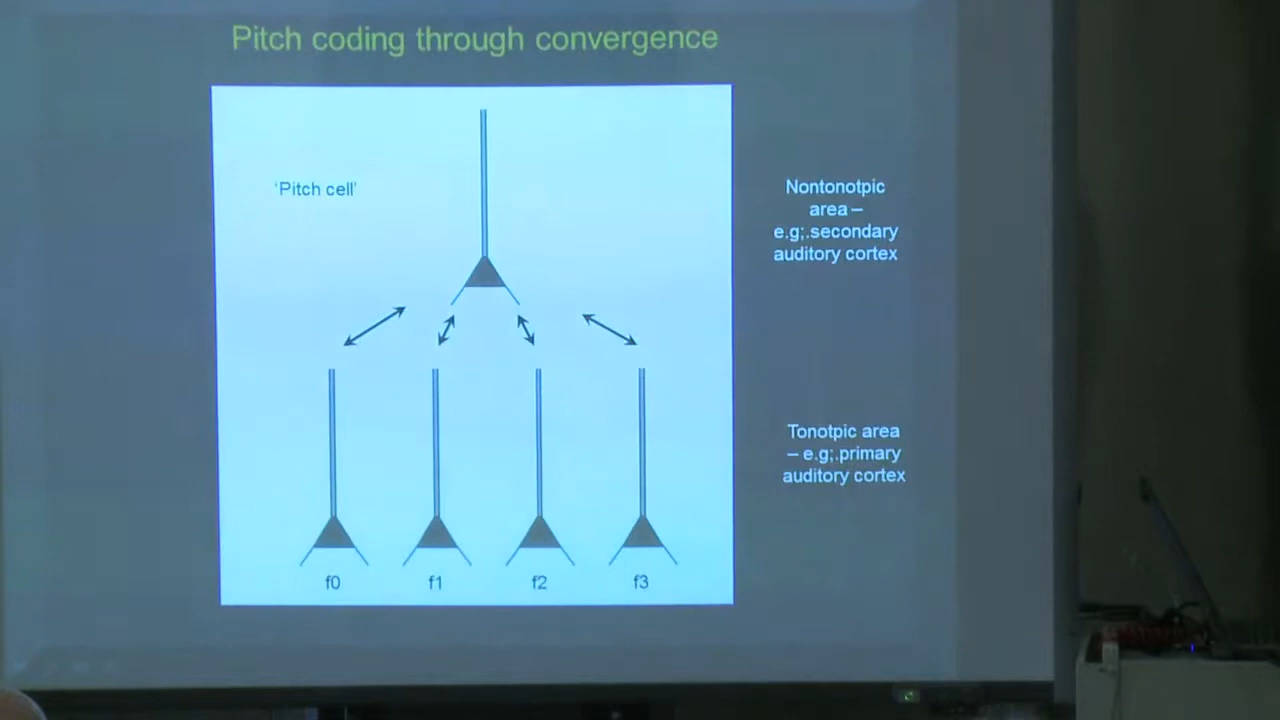 Pitch coding through convergence
'Pitch cell'
Nontonotpic
area –
e.g;.secondary
auditory cortex
Tonotpic area
– e.g;.primary
auditory cortex
f0 f1 f2 f3